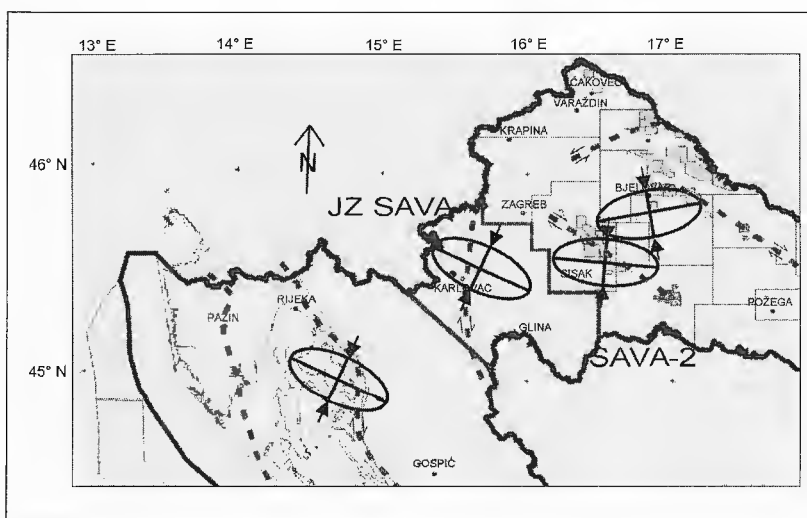 13° E 14° E 15° E 16° E 17° E
46° N
45° N
N
ČAKOVEC
VARAŽDIN
KRAPINA
BJELOVAR
ZAGREB
JZ SAVA
SISAK
KARLOVAC
RIJEKA
PAZIN
POŽEGA
GLINA
SAVA-2
GOSPIĆ